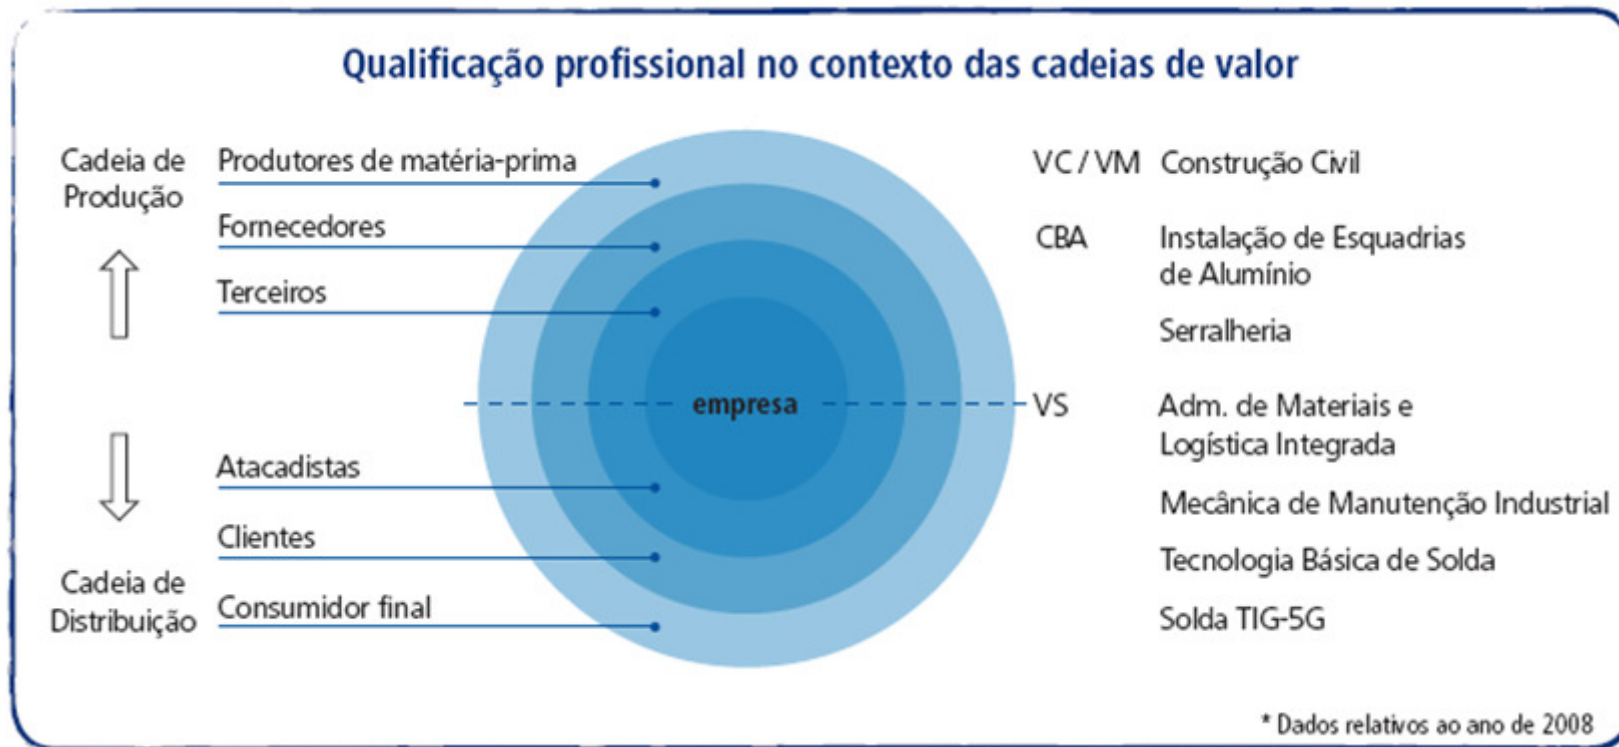 Qualificação profissional no contexto das cadeias de valor
Cadeia de
Produção
Produtores de matéria-prima
Fornecedores
Terceiros
empresa
Atacadistas
Clientes
Consumidor final
Cadeia de
Distribuição
VC / VM Construção Civil
CBA Instalação de Esquadrias
de Alumínio
Serralheria
VS Adm. de Materiais e
Logística Integrada
Mecânica de Manutenção Industrial
Tecnologia Básica de Solda
Solda TIG-5G
* Dados relativos ao ano de 2008